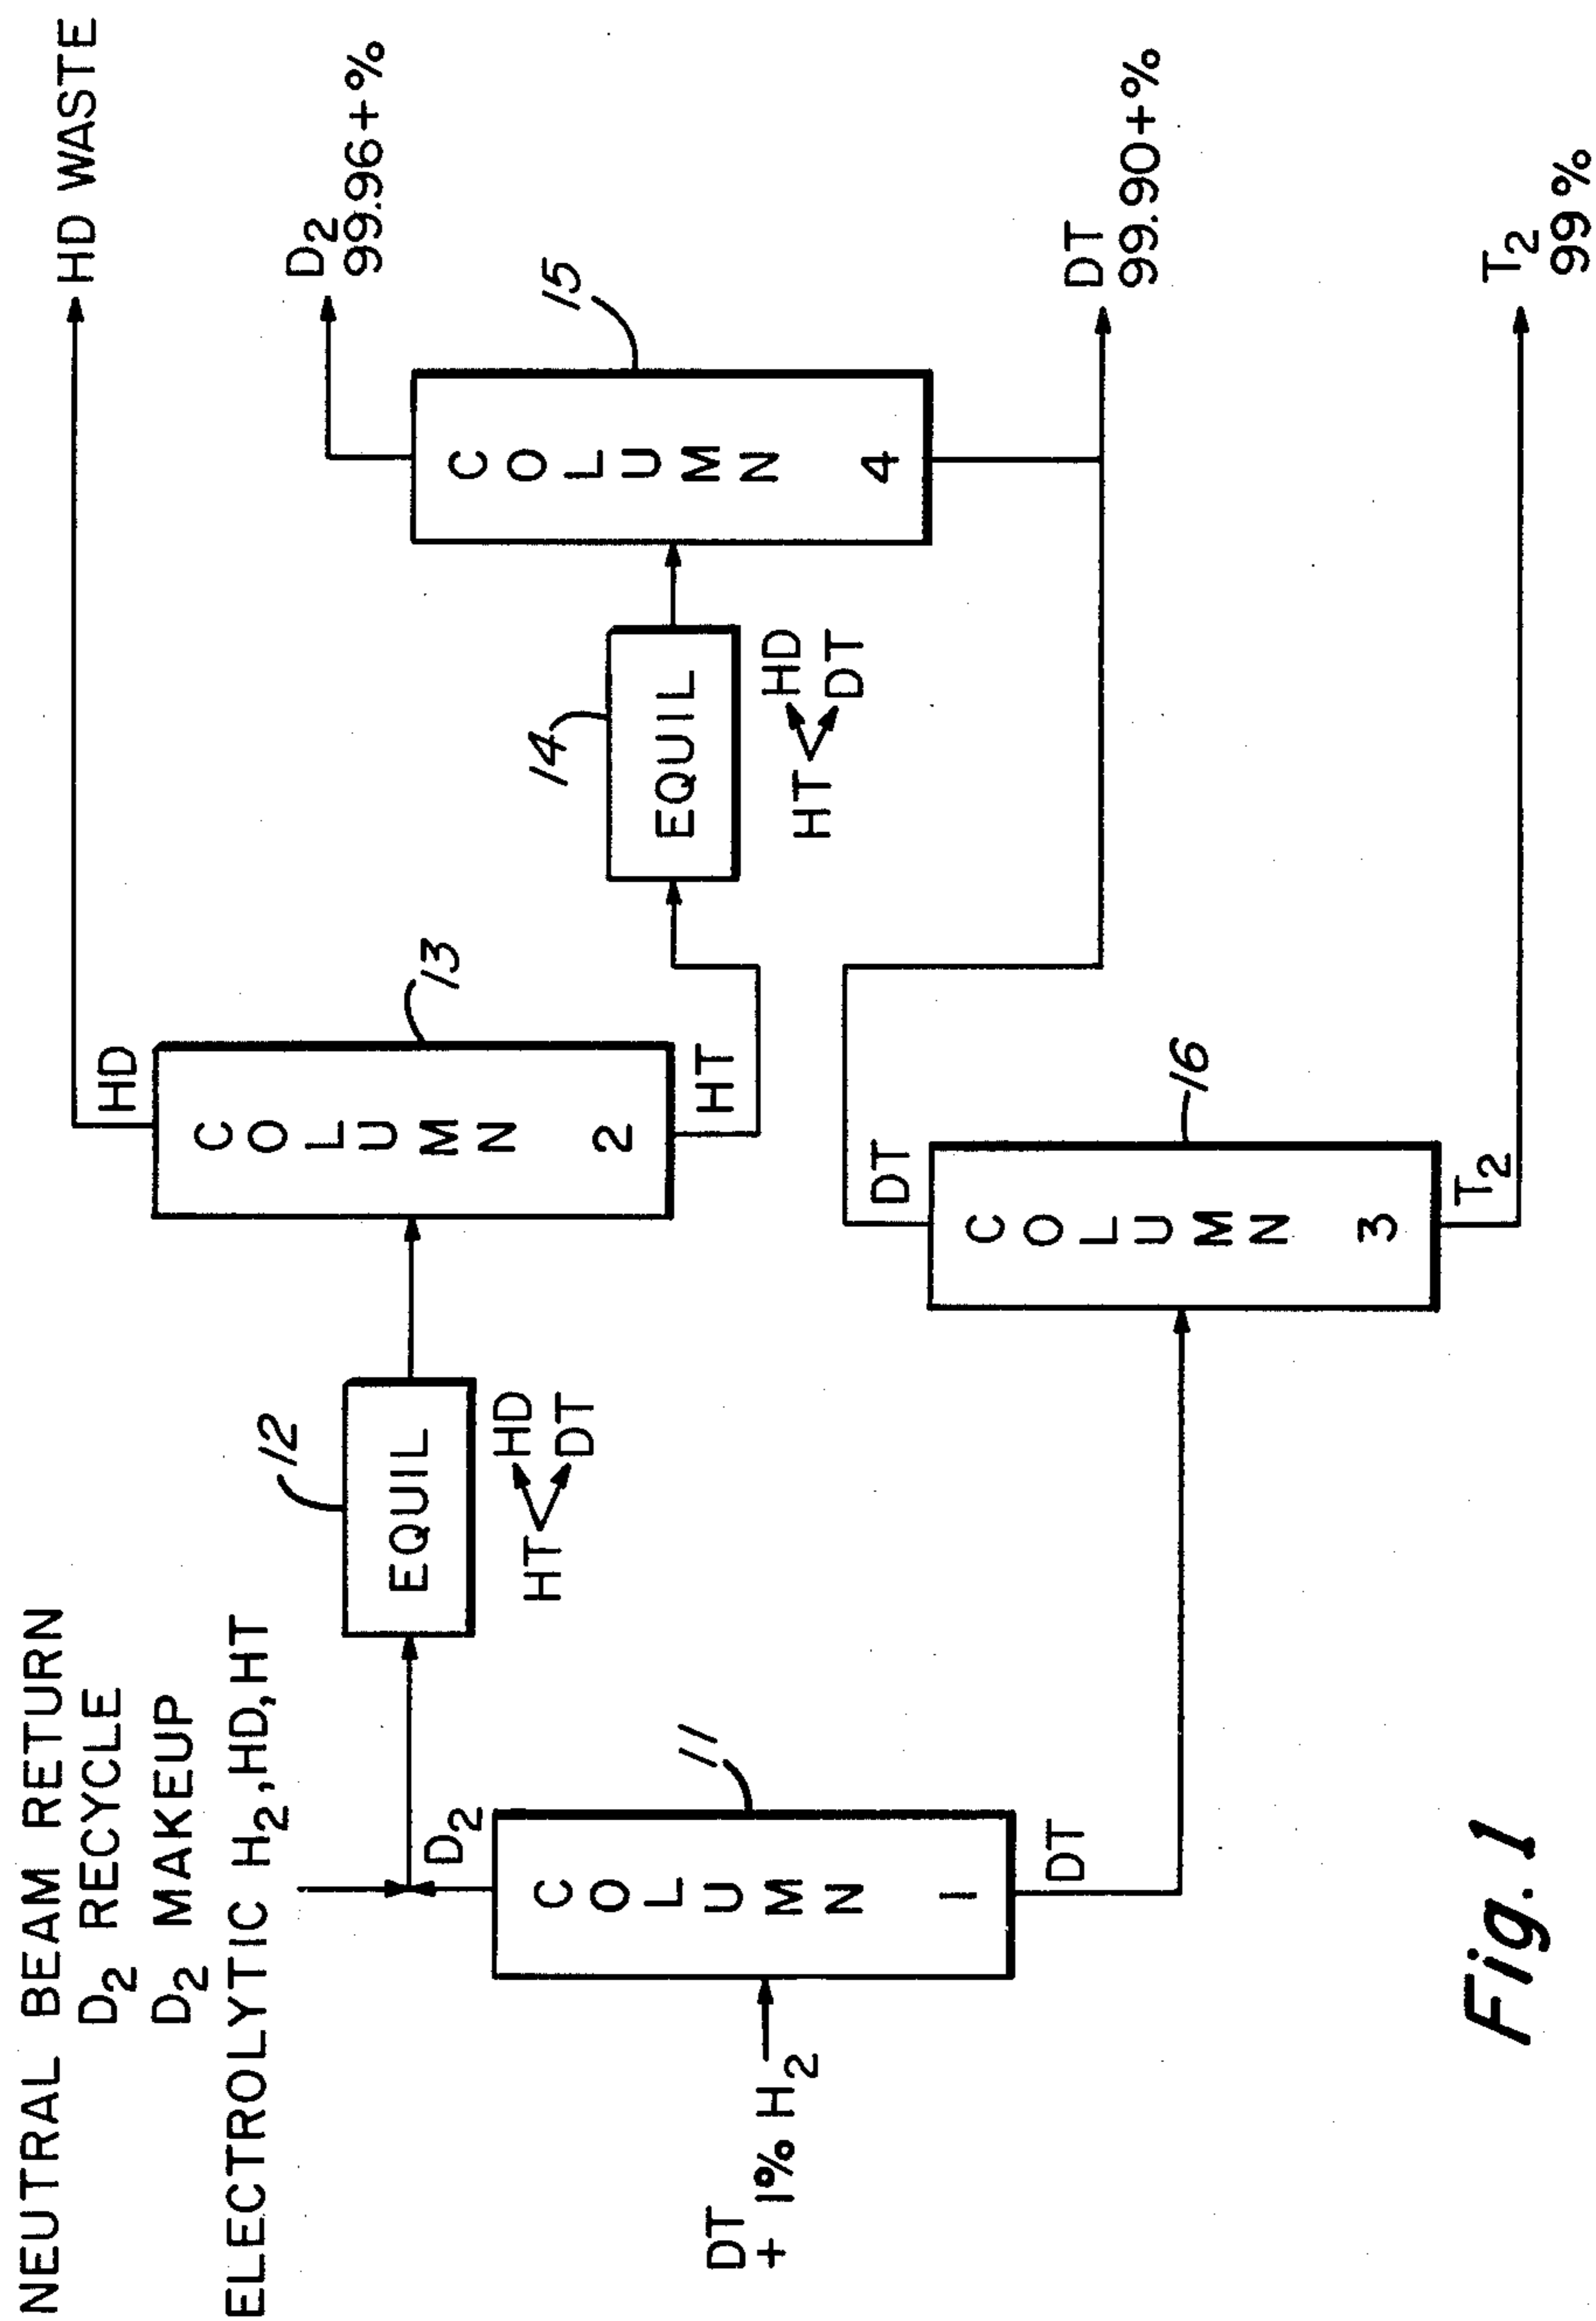 NEUTRAL BEAM RETURN
D2 RECYCLE
D2 MAKEUP
ELECTROLYTIC H2,HD,HT
DT
+ 1% H2
D2
COLUMN 1
11
DT
12
EQUIL
HT
HD
DT
HD
COLUMN 2
13
HT
DT
COLUMN 3
16
T2
14
EQUIL
HT
HD
DT
COLUMN 4
15
HD WASTE
D2
99.96+%
DT
99.90+%
T2
99%
Fig. 1